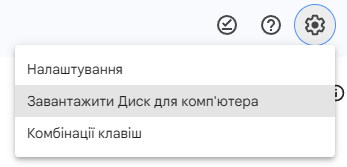 Налаштування
Завантажити Диск для комп'ютера
Комбінації клавіш